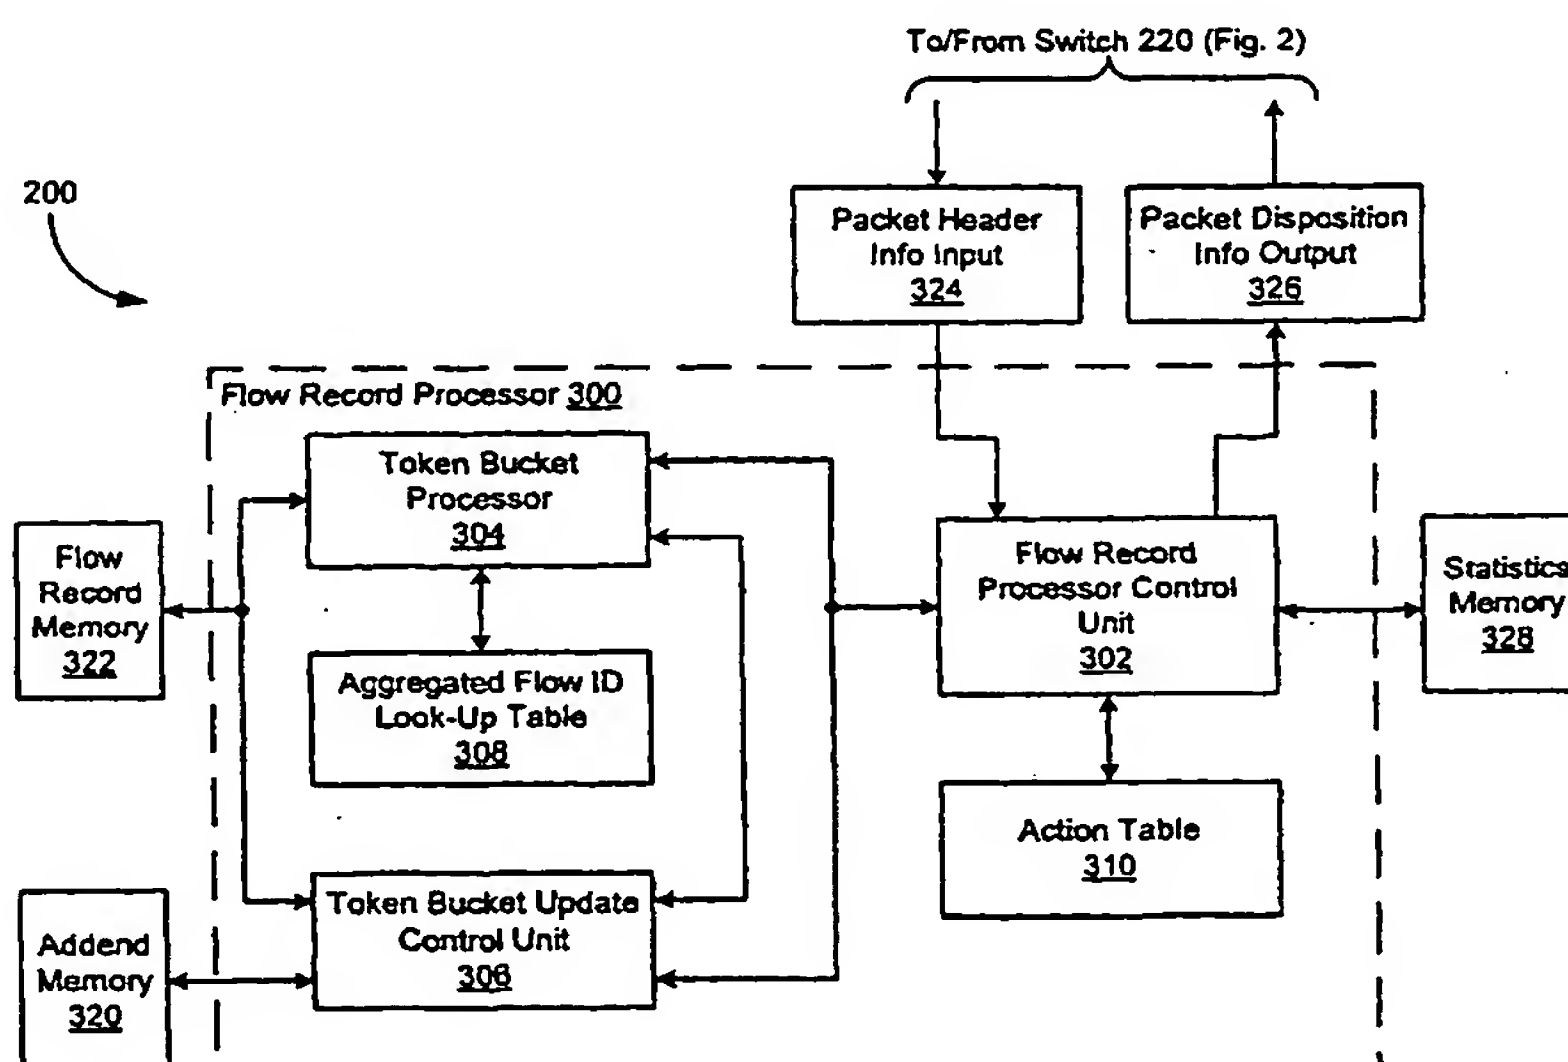 To/From Switch 220 (Fig. 2)
200
Packet Header
Info Input
324
Packet Disposition
Info Output
326
Flow Record Processor 300
Token Bucket
Processor
304
Flow
Record
Memory
322
Flow Record
Processor Control
Unit
302
Statistics
Memory
328
Aggregated Flow ID
Look-Up Table
308
Action Table
310
Token Bucket Update
Control Unit
306
Addend
Memory
320